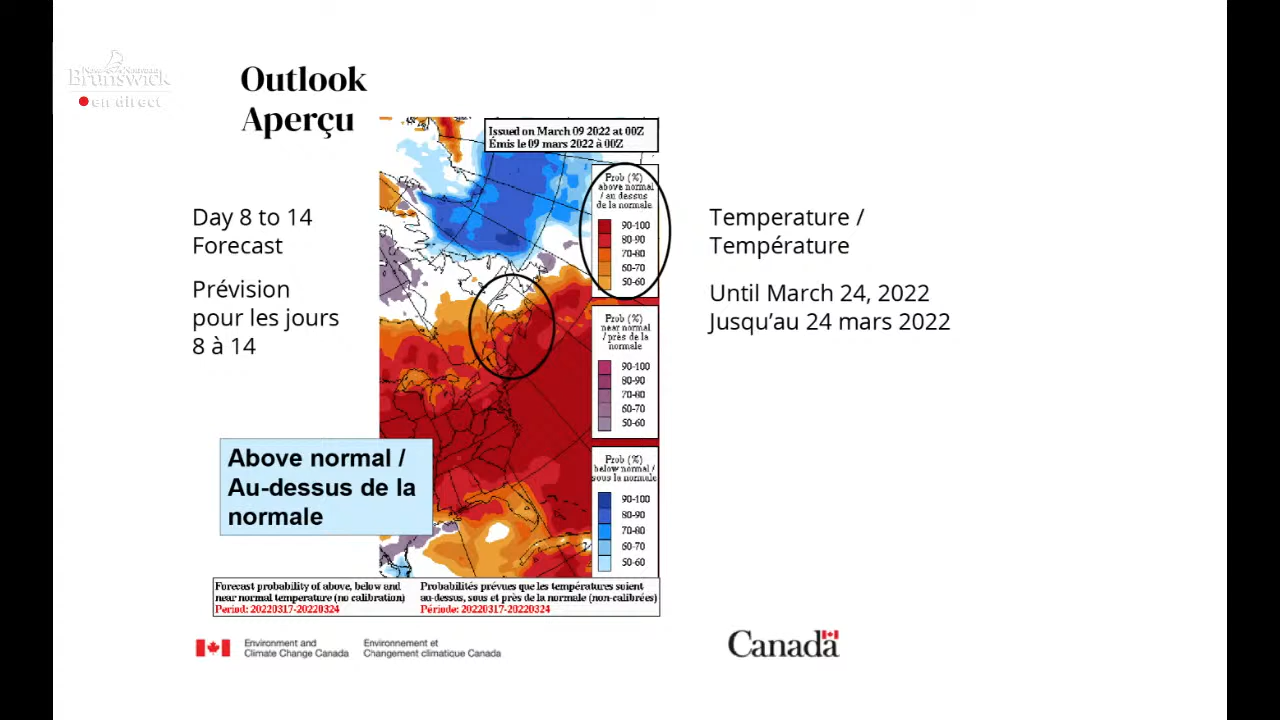 New Nouveau
Brunswick
en direct
Outlook
Aperçu
Issued on March 09 2022 at 00Z
Émis le 09 mars 2022 à 00Z
Day 8 to 14
Forecast
Prévision
pour les jours
8 à 14
Prob (%)
above normal
/ au dessus
de la normale
90-100
80-90
70-80
60-70
50-60
Prob (%)
near normal
/ près de la
normale
90-100
80-90
70-80
60-70
50-60
Prob (%)
below normal /
sous la normale
90-100
80-90
70-80
60-70
50-60
Temperature /
Température
Until March 24, 2022
Jusqu’au 24 mars 2022
Above normal /
Au-dessus de la
normale
Forecast probability of above, below and
near normal temperature (no calibration)
Period: 20220317-20220324
Probabilités prévues que les températures soient
au-dessus, sous et près de la normale (non-calibrées)
Période: 20220317-20220324
Environment and
Climate Change Canada
Environnement et
Changement climatique Canada
Canada